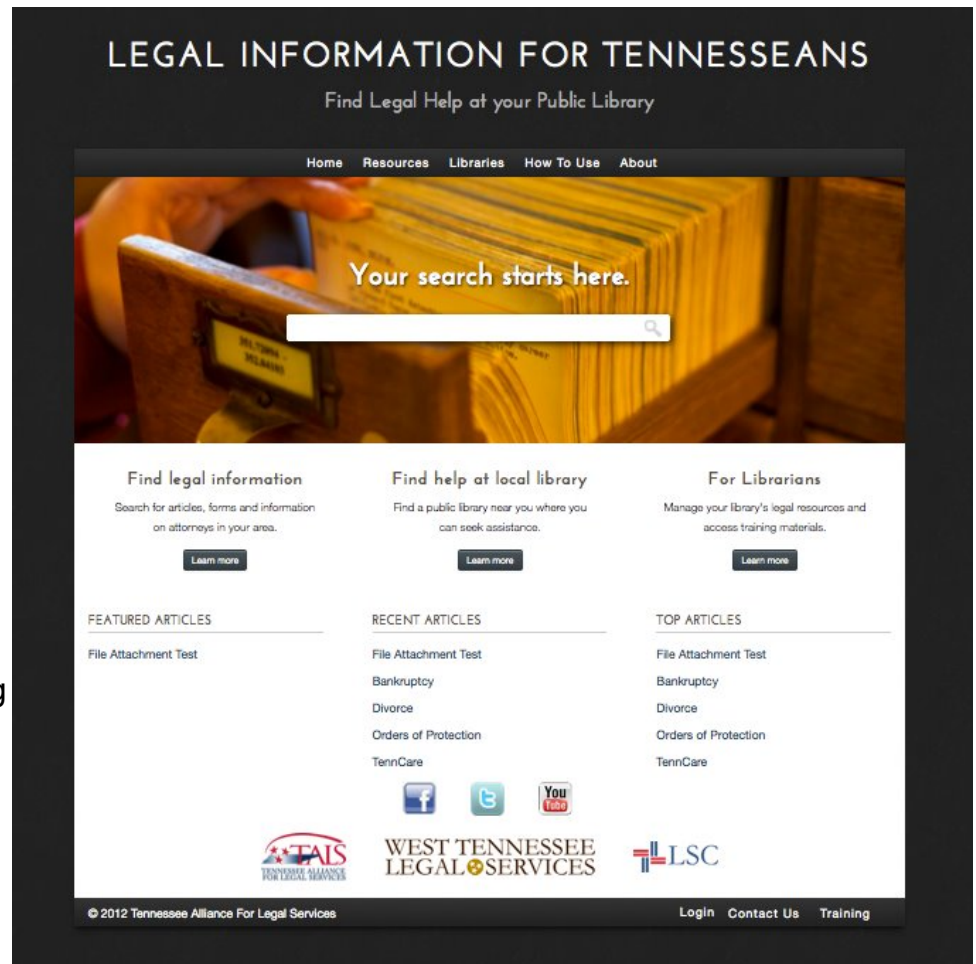 LEGAL INFORMATION FOR TENNESSEANS
Find Legal Help at your Public Library
Home Resources Libraries How To Use About
Your search starts here.
Find legal information
Search for articles, forms and information
on attorneys in your area.
Learn more
Find help at local library
Find a public library near you where you
can seek assistance.
Learn more
For Librarians
Manage your library's legal resources and
access training materials.
Learn more
FEATURED ARTICLES
File Attachment Test
RECENT ARTICLES
File Attachment Test
Bankruptcy
Divorce
Orders of Protection
TennCare
TOP ARTICLES
File Attachment Test
Bankruptcy
Divorce
Orders of Protection
TennCare
g
f
t
You
Tube
TALS
TENNESSEE ALLIANCE
FOR LEGAL SERVICES
WEST TENNESSEE
LEGAL SERVICES
LSC
© 2012 Tennessee Alliance For Legal Services
Login Contact Us Training